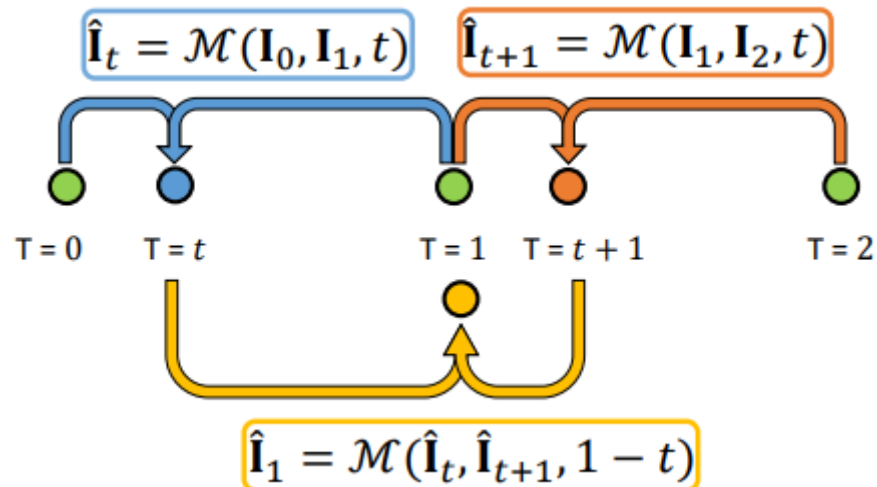 Î_t = ℳ(I_0, I_1, t) Î_{t+1} = ℳ(I_1, I_2, t)
T = 0 T = t T = 1 T = t + 1 T = 2
Î_1 = ℳ(Î_t, Î_{t+1}, 1 − t)